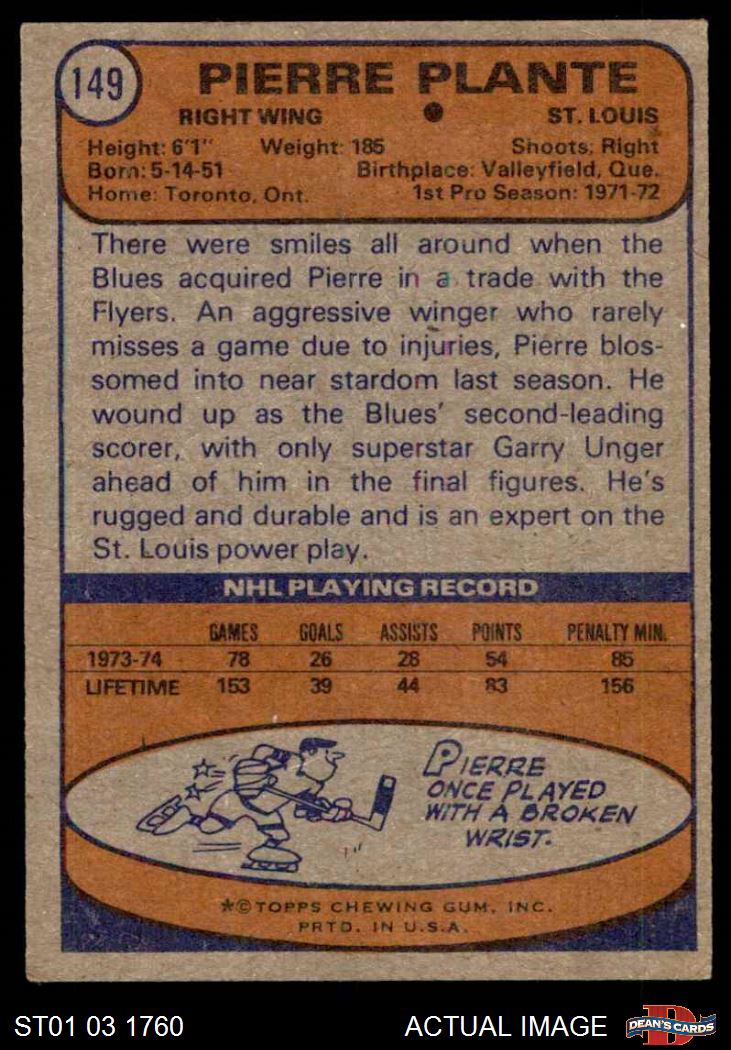 149
PIERRE PLANTE
RIGHT WING ST. LOUIS
Height: 6'1" Weight: 185 Shoots: Right
Born: 5-14-51 Birthplace: Valleyfield, Que.
Home: Toronto, Ont. 1st Pro Season: 1971-72
There were smiles all around when the
Blues acquired Pierre in a trade with the
Flyers. An aggressive winger who rarely
misses a game due to injuries, Pierre blos-
somed into near stardom last season. He
wound up as the Blues' second-leading
scorer, with only superstar Garry Unger
ahead of him in the final figures. He's
rugged and durable and is an expert on the
St. Louis power play.
NHL PLAYING RECORD
GAMES GOALS ASSISTS POINTS PENALTY MIN.
1973-74 78 26 28 54 85
LIFETIME 153 39 44 83 156
PIERRE
ONCE PLAYED
WITH A BROKEN
WRIST.
*© TOPPS CHEWING GUM, INC.
PRTD. IN U.S.A.
ST01 03 1760 ACTUAL IMAGE
D
DEAN'S CARDS